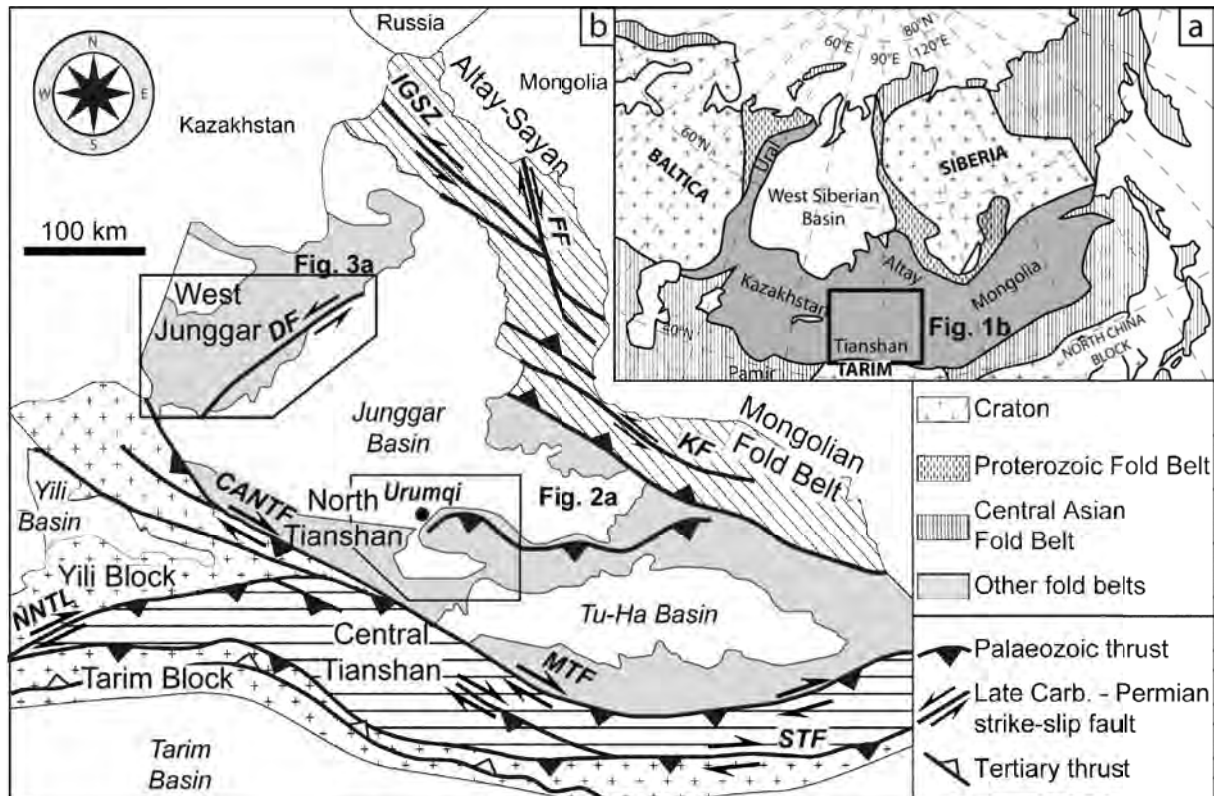 Russia
b
a
N
W
E
S
Kazakhstan
IGSZ
Altay-Sayan
Mongolia
100 km
FF
Fig. 3a
West
Junggar
DF
Junggar
Basin
Mongolian
Fold Belt
KF
Yili
Basin
CANTF
North
Tianshan
Urumqi
Fig. 2a
Yili Block
NNTL
Central
Tianshan
Tu-Ha Basin
MTF
Tarim Block
STF
Tarim
Basin
60°E
80°N
90°E
120°E
60°N
BALTICA
Ural
West Siberian
Basin
SIBERIA
Altay
Kazakhstan
Mongolia
40°N
Fig. 1b
Tianshan
TARIM
Pamir
NORTH CHINA
BLOCK
Craton
Proterozoic Fold Belt
Central Asian
Fold Belt
Other fold belts
Palaeozoic thrust
Late Carb. - Permian
strike-slip fault
Tertiary thrust